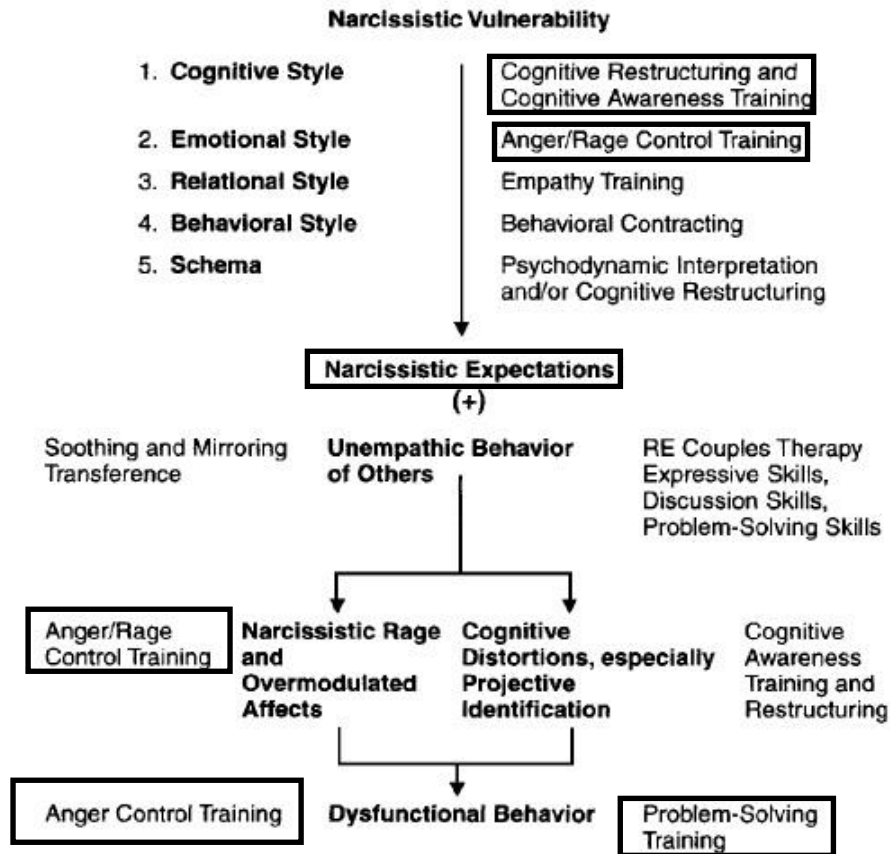 Narcissistic Vulnerability
1. Cognitive Style
Cognitive Restructuring and
Cognitive Awareness Training
2. Emotional Style
Anger/Rage Control Training
3. Relational Style
Empathy Training
4. Behavioral Style
Behavioral Contracting
5. Schema
Psychodynamic Interpretation
and/or Cognitive Restructuring
Narcissistic Expectations
(+)
Soothing and Mirroring
Transference
Unempathic Behavior
of Others
RE Couples Therapy
Expressive Skills,
Discussion Skills,
Problem-Solving Skills
Anger/Rage
Control Training
Narcissistic Rage
and
Overmodulated
Affects
Cognitive
Distortions, especially
Projective
Identification
Cognitive
Awareness
Training and
Restructuring
Anger Control Training
Dysfunctional Behavior
Problem-Solving
Training